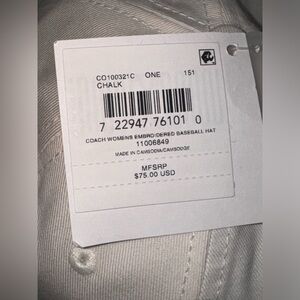 CO100321C ONE 151
CHALK
7 22947 76101 0
COACH WOMENS EMBROIDERED BASEBALL HAT
11006849
MADE IN CAMBODIA/CAMBODGE
MFSRP
$75.00 USD